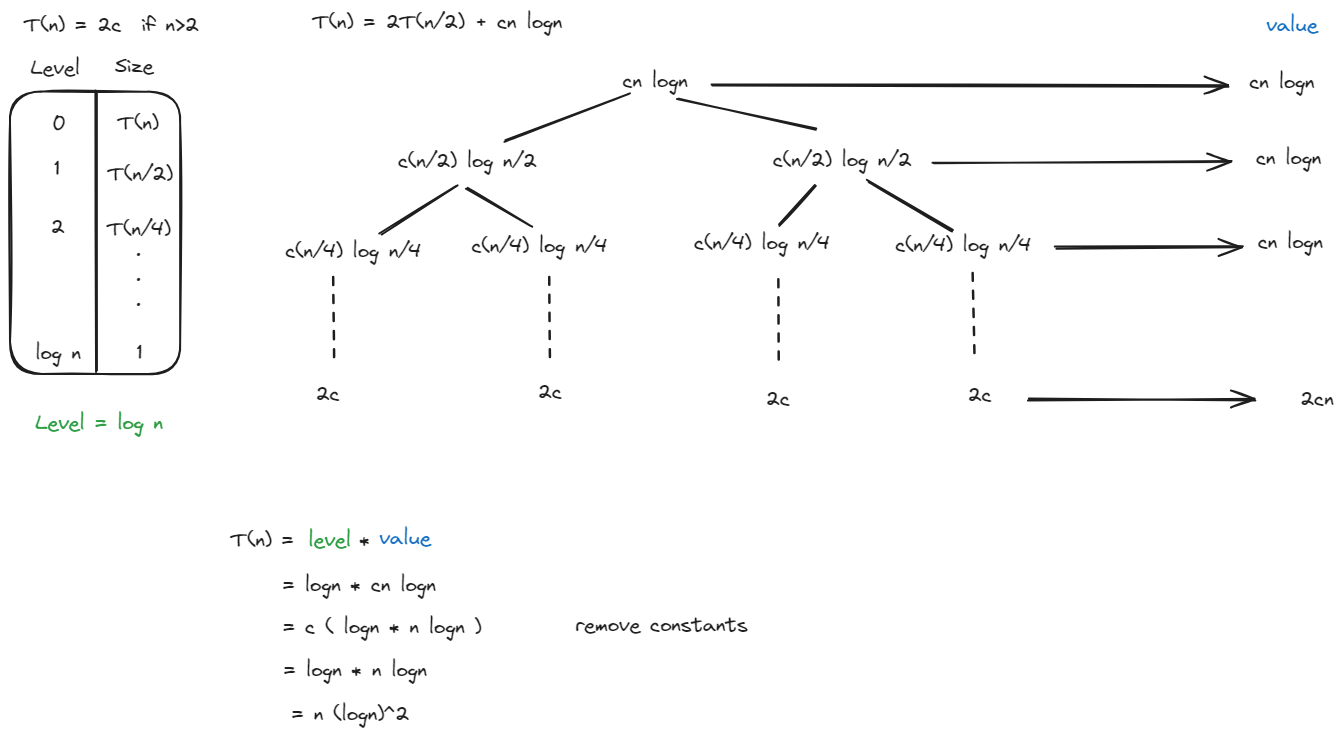 T(n) = 2c if n>2
T(n) = 2T(n/2) + cn logn
value
Level Size
0 T(n)
1 T(n/2)
2 T(n/4)
.
.
.
log n 1
Level = log n
cn logn cn logn
c(n/2) log n/2 c(n/2) log n/2 cn logn
c(n/4) log n/4 c(n/4) log n/4 c(n/4) log n/4 c(n/4) log n/4 cn logn
2c 2c 2c 2c 2cn
T(n) = level * value
= logn * cn logn
= c ( logn * n logn ) remove constants
= logn * n logn
= n (logn)^2